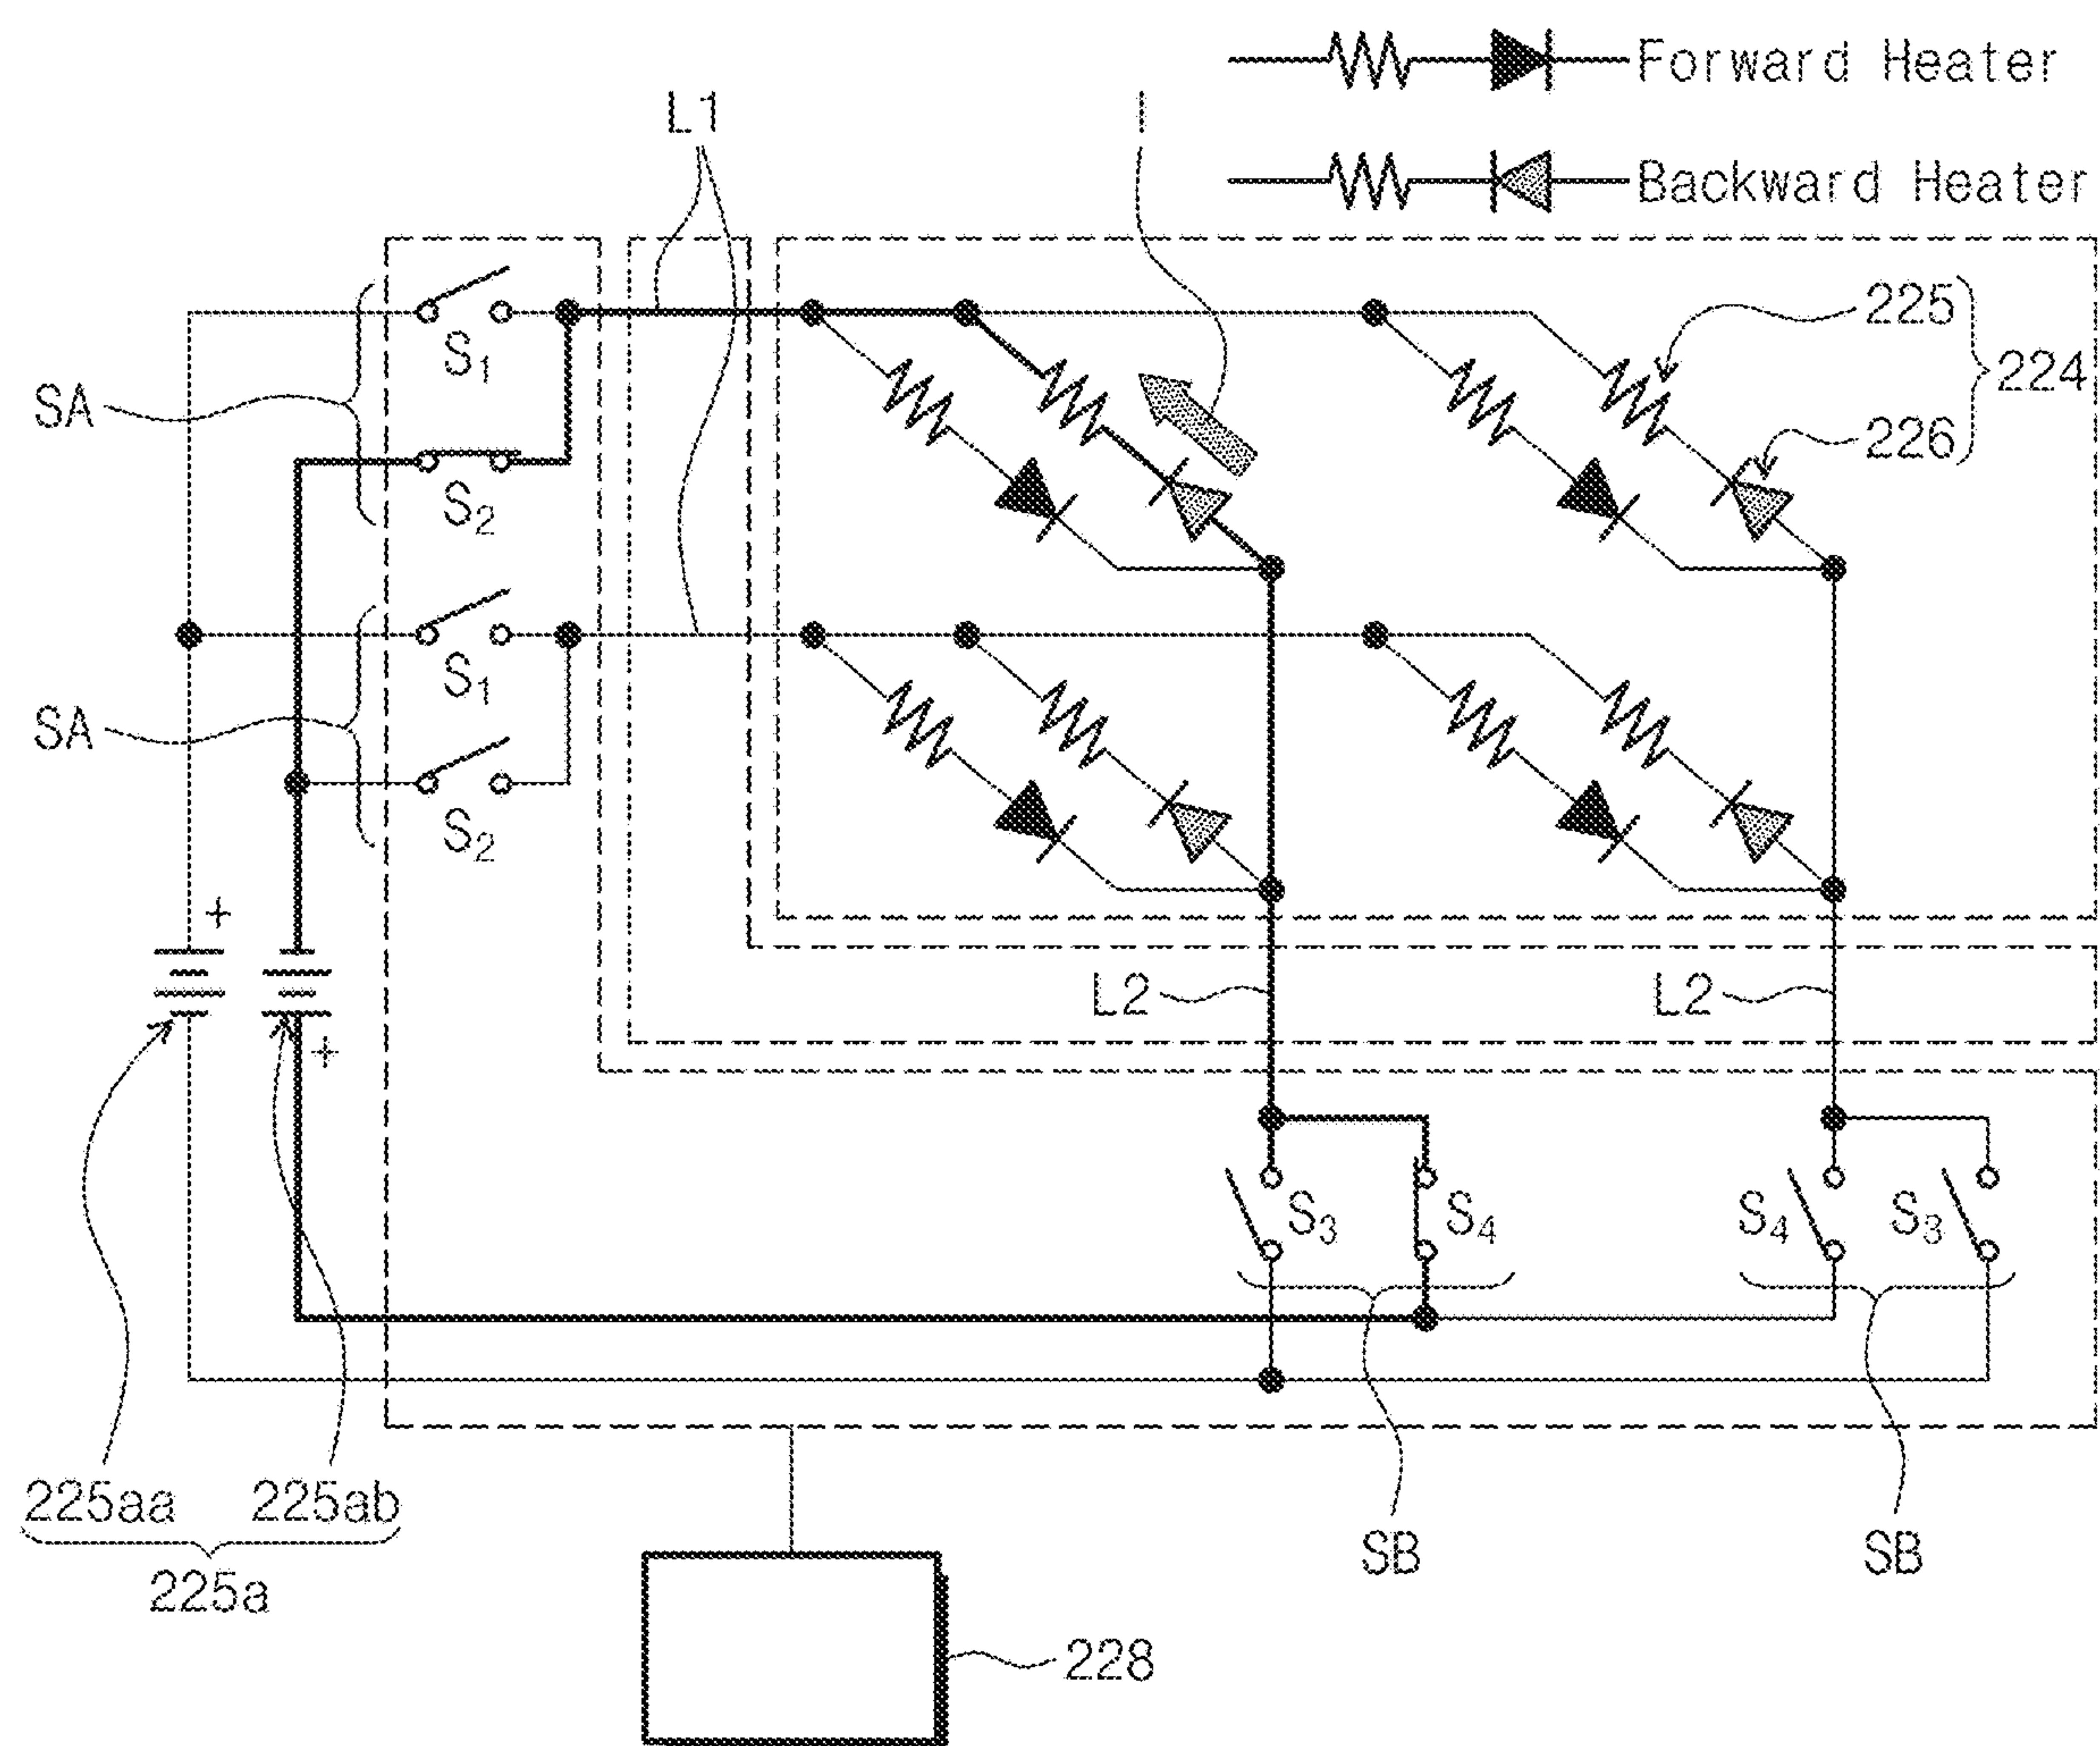 Forward Heater
L1
I
Backward Heater
S1
225
SA
224
226
S2
S1
SA
S2
+
L2
L2
+
S3
S4
S4
S3
225aa
225ab
225a
SB
SB
228